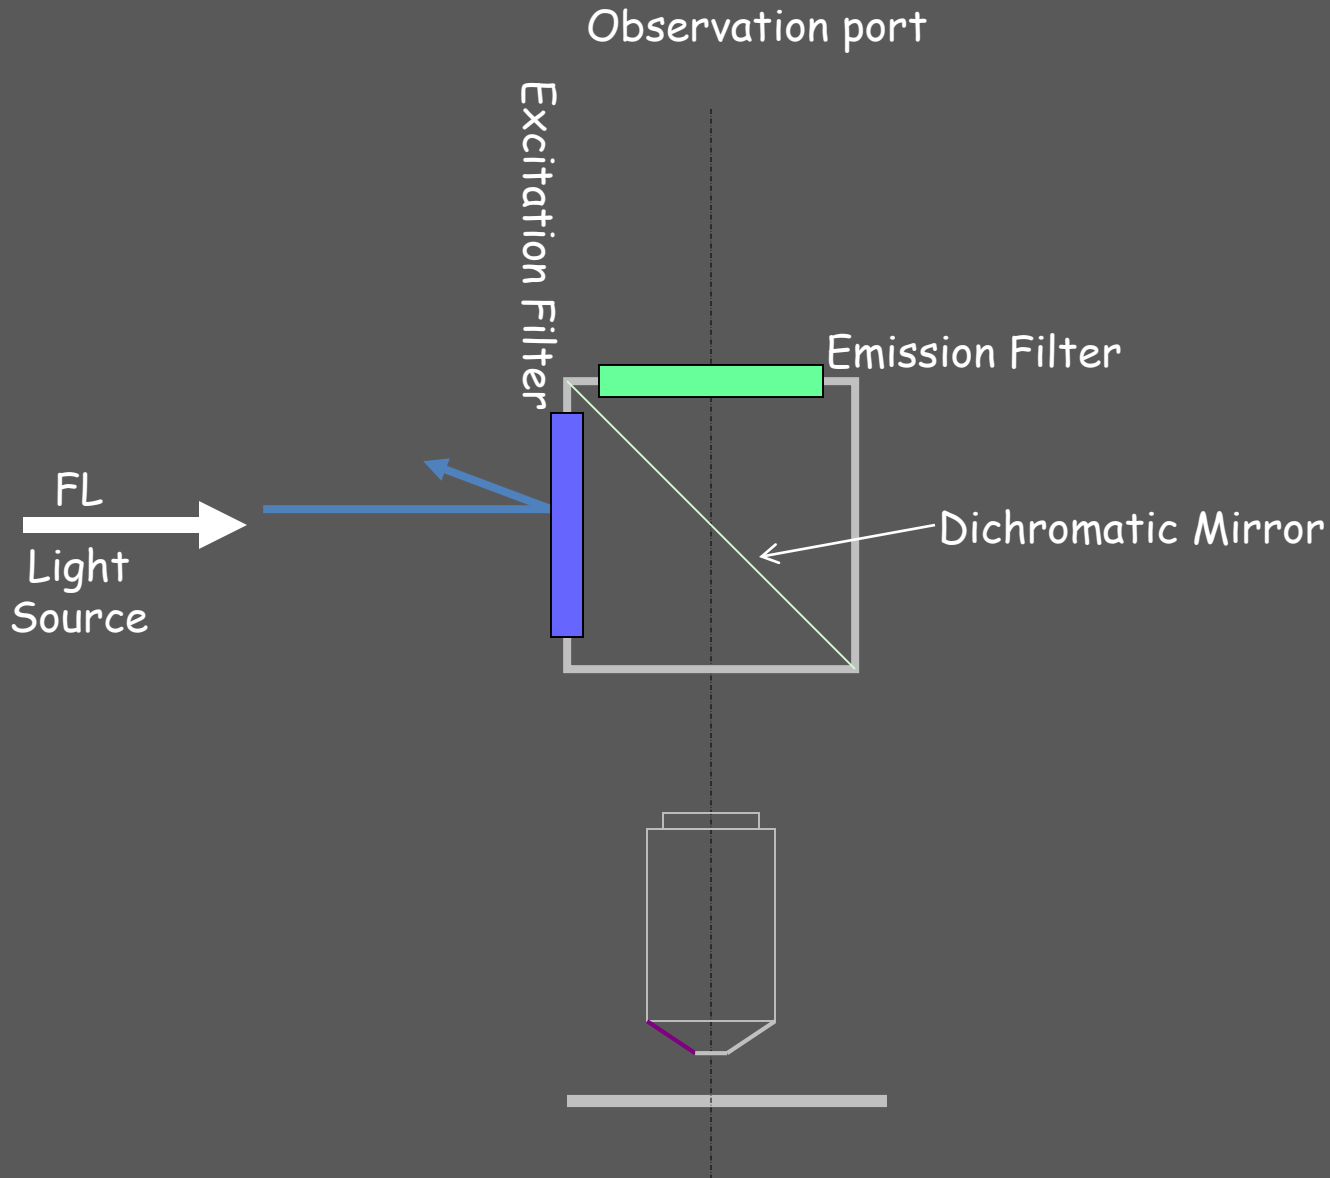 Observation port
Excitation Filter
Emission Filter
FL
Light
Source
Dichromatic Mirror